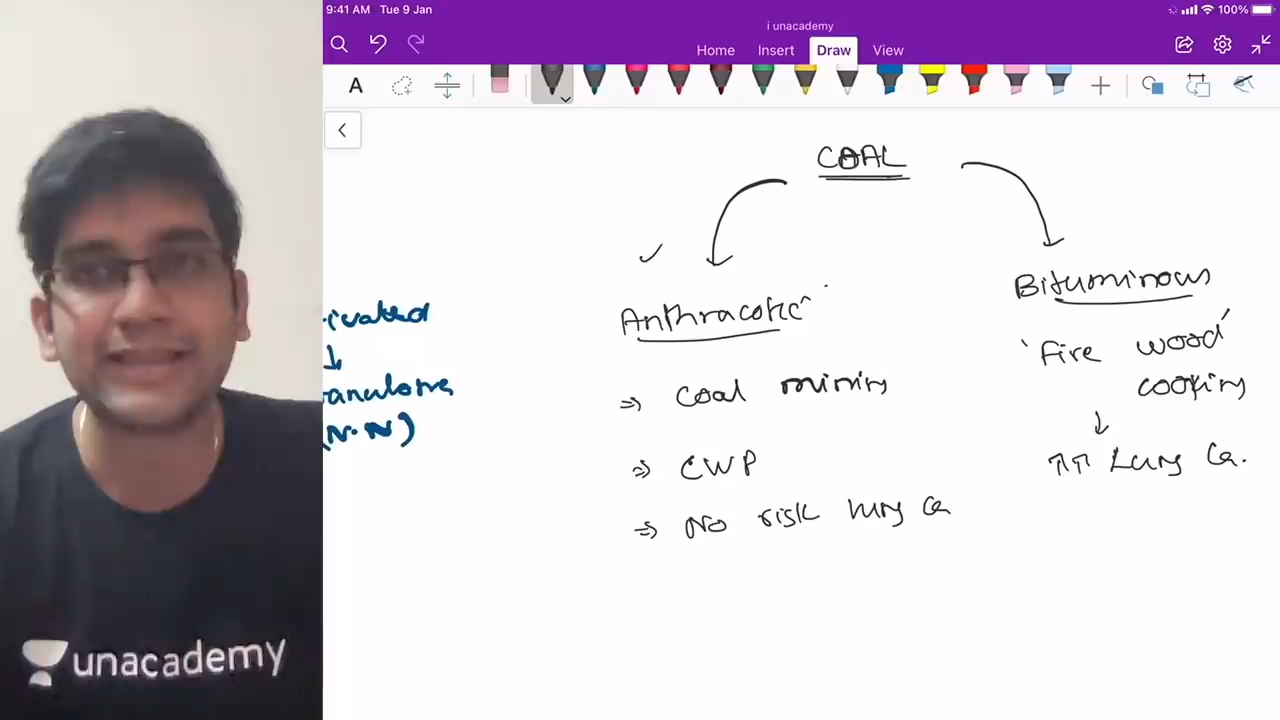 9:41 AM Tue 9 Jan
100%
i unacademy
Home Insert Draw View
A
COAL
Anthracotic
Bituminous
'Fire wood'
cooking
↓
↑↑ Lung Ca.
⇒ Coal mining
⇒ CWP
⇒ No risk lung Ca
ivated
↓
(N.N)
unacademy